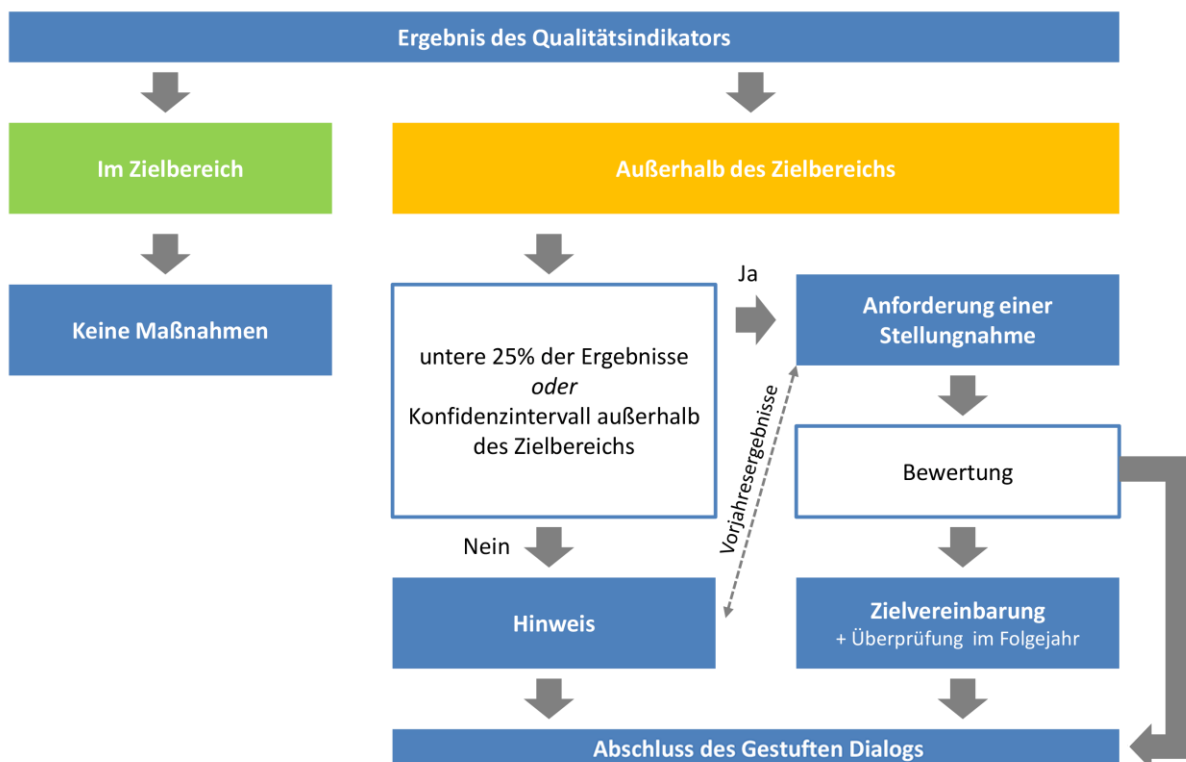 Ergebnis des Qualitätsindikators
Im Zielbereich
Außerhalb des Zielbereichs
Keine Maßnahmen
untere 25% der Ergebnisse
oder
Konfidenzintervall außerhalb
des Zielbereichs
Ja
Anforderung einer
Stellungnahme
Vorjahresergebnisse
Bewertung
Nein
Hinweis
Zielvereinbarung
+ Überprüfung im Folgejahr
Abschluss des Gestuften Dialogs